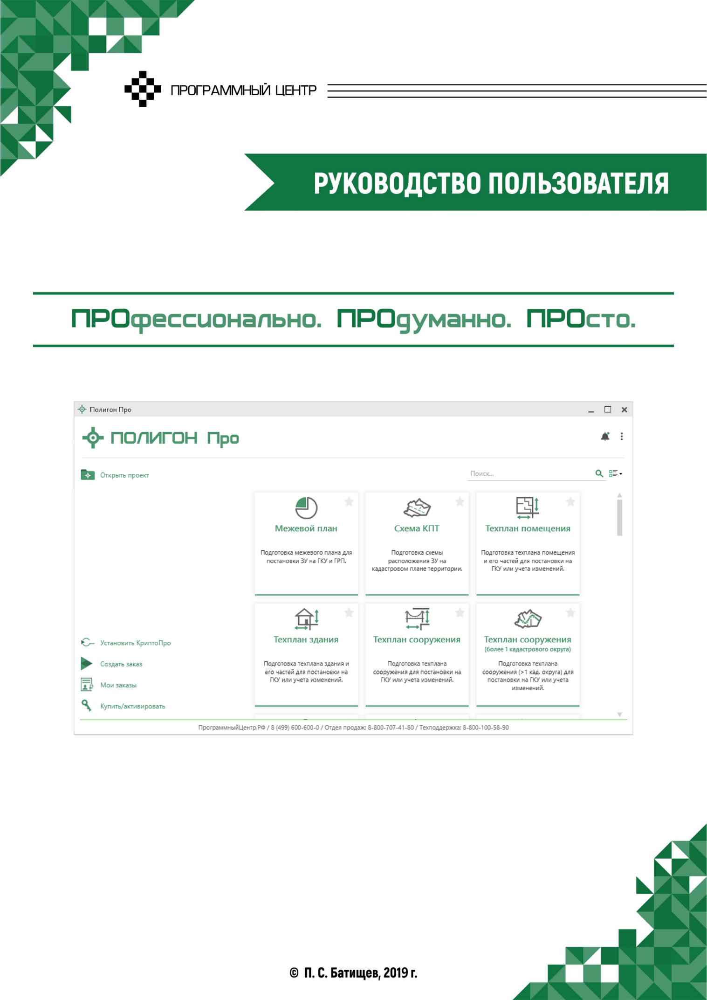 ПРОГРАММНЫЙ ЦЕНТР
РУКОВОДСТВО ПОЛЬЗОВАТЕЛЯ
ПРОфессионально. ПРОдуманно. ПРОсто.
Полигон Про
ПОЛИГОН Про
Открыть проект
Поиск...
Межевой план
Подготовка межевого плана для
постановки ЗУ на ГКУ и ГРП.
Схема КПТ
Подготовка схемы
расположения ЗУ на
кадастровом плане территории.
Техплан помещения
Подготовка техплана помещения
и его частей для постановки на
ГКУ или учета изменений.
Техплан здания
Подготовка техплана здания и
его частей для постановки на
ГКУ или учета изменений.
Техплан сооружения
Подготовка техплана
сооружения для постановки на
ГКУ или учета изменений.
Техплан сооружения
(более 1 кадастрового округа)
Подготовка техплана
сооружения (>1 кад. округа) для
постановки на ГКУ или учета
изменений.
Установить КриптоПро
Создать заказ
Мои заказы
Купить/активировать
ПрограммныйЦентр.РФ / 8 (499) 600-600-0 / Отдел продаж: 8-800-707-41-80 / Техподдержка: 8-800-100-58-90
© П. С. Батищев, 2019 г.